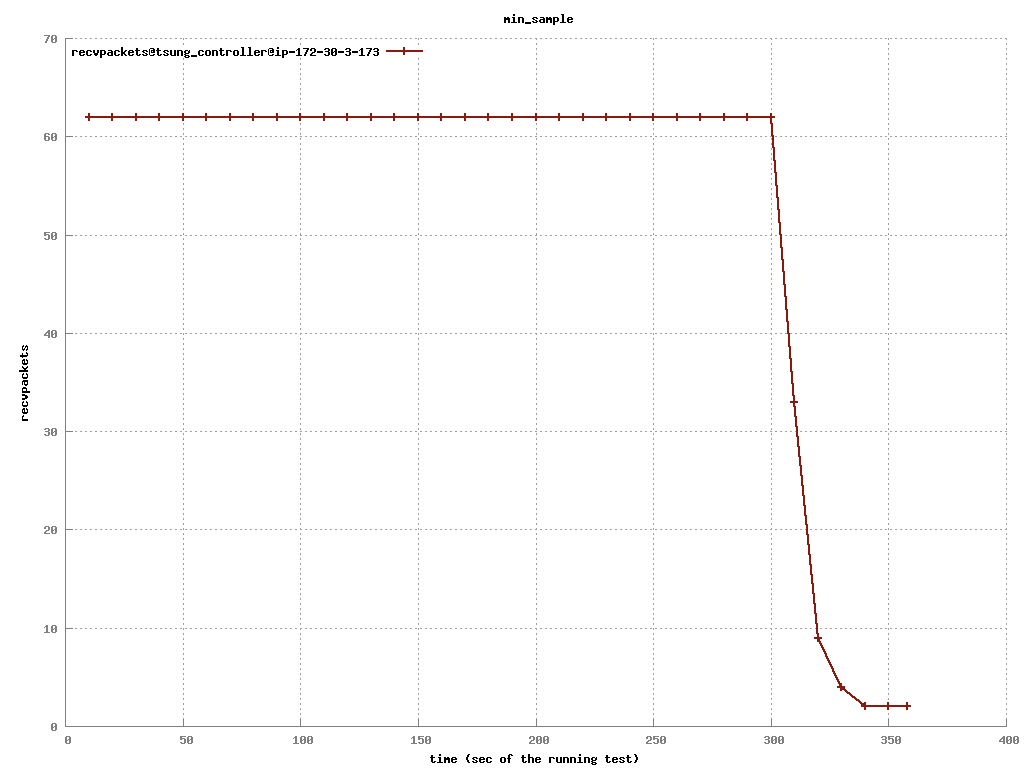 min_sample
recvpackets@tsung_controller@ip-172-30-3-173
70
60
50
40
30
20
10
0
recvpackets
0 50 100 150 200 250 300 350 400
time (sec of the running test)